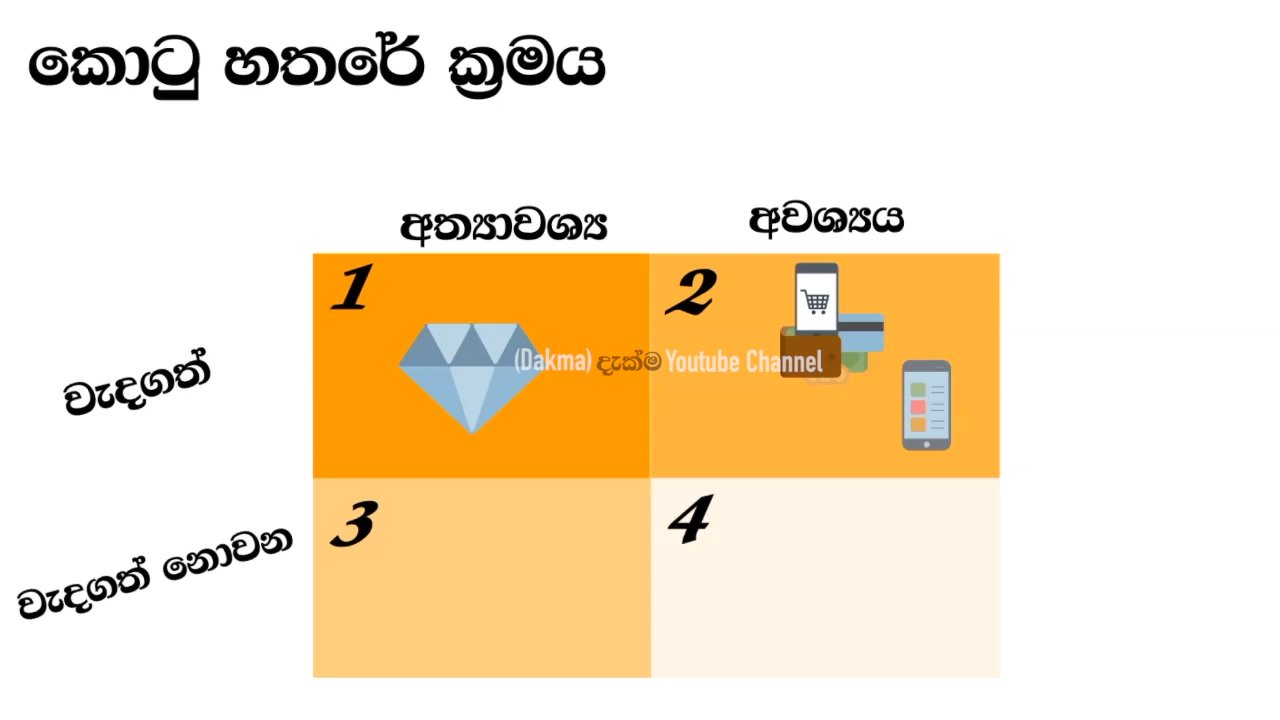 කොටු හතරේ ක්‍රමය
අත්‍යාවශ්‍ය
අවශ්‍යය
1
2
වැදගත්
(Dakma) දැක්ම Youtube Channel
3
4
වැදගත් නොවන